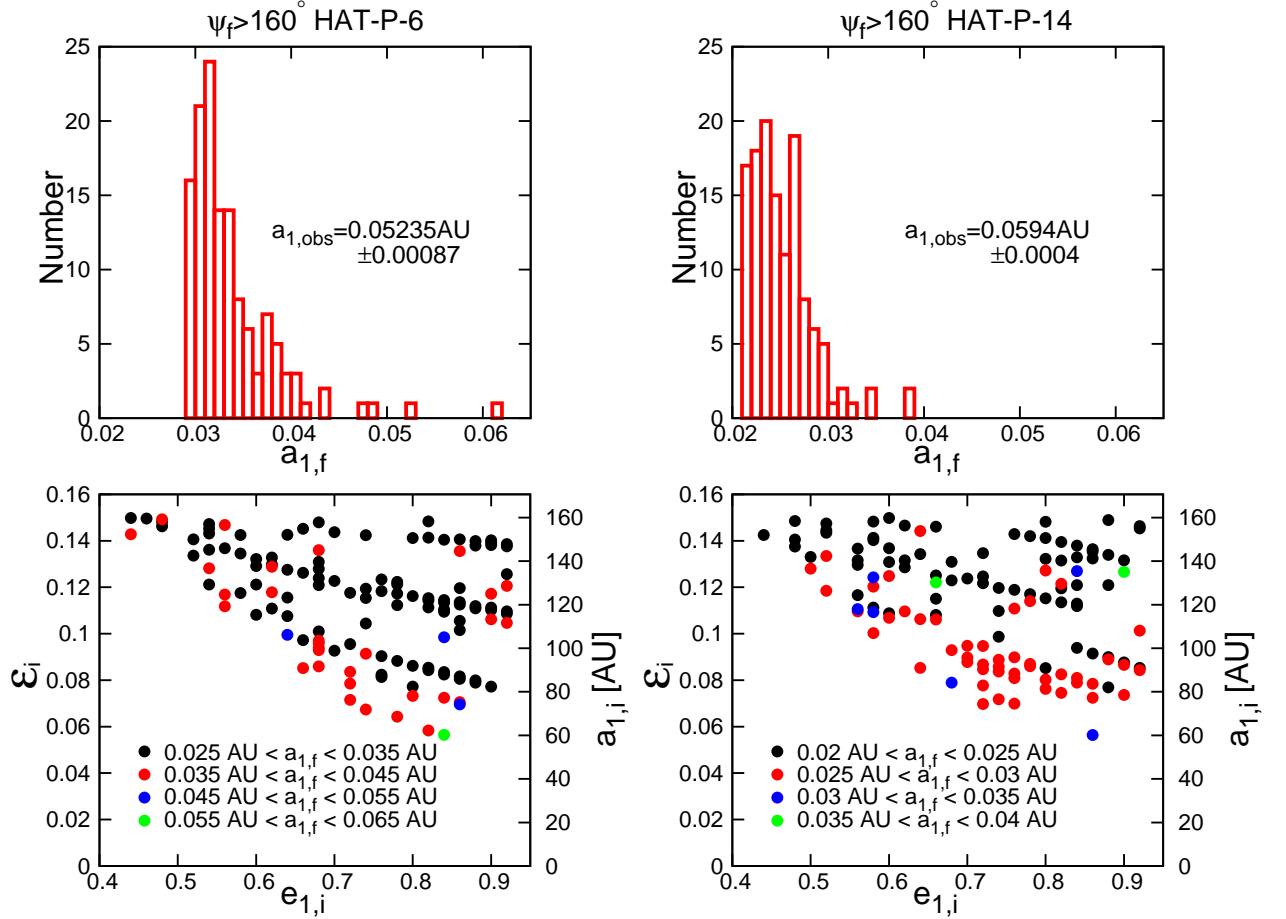 ψf>160° HAT-P-6
25
20
15
10
5
0
Number
a1,obs=0.05235AU
±0.00087
0.02 0.03 0.04 0.05 0.06
a1,f
ψf>160° HAT-P-14
25
20
15
10
5
0
Number
a1,obs=0.0594AU
±0.0004
0.02 0.03 0.04 0.05 0.06
a1,f
0.16
0.14
0.12
0.1
0.08
0.06
0.04
0.02
0
εi
160
140
120
100
80
60
40
20
0
a1,i [AU]
0.025 AU < a1,f < 0.035 AU
0.035 AU < a1,f < 0.045 AU
0.045 AU < a1,f < 0.055 AU
0.055 AU < a1,f < 0.065 AU
0.4 0.5 0.6 0.7 0.8 0.9
e1,i
0.16
0.14
0.12
0.1
0.08
0.06
0.04
0.02
0
εi
160
140
120
100
80
60
40
20
0
a1,i [AU]
0.02 AU < a1,f < 0.025 AU
0.025 AU < a1,f < 0.03 AU
0.03 AU < a1,f < 0.035 AU
0.035 AU < a1,f < 0.04 AU
0.4 0.5 0.6 0.7 0.8 0.9
e1,i